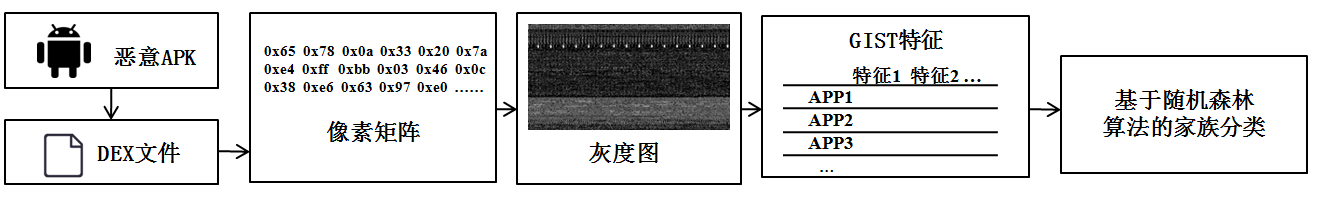 恶意APK
DEX文件
0x65 0x78 0x0a 0x33 0x20 0x7a
0xe4 0xff 0xbb 0x03 0x46 0x0c
0x38 0xe6 0x63 0x97 0xe0 ……
像素矩阵
灰度图
GIST特征
特征1 特征2 …
APP1
APP2
APP3
…
基于随机森林
算法的家族分类